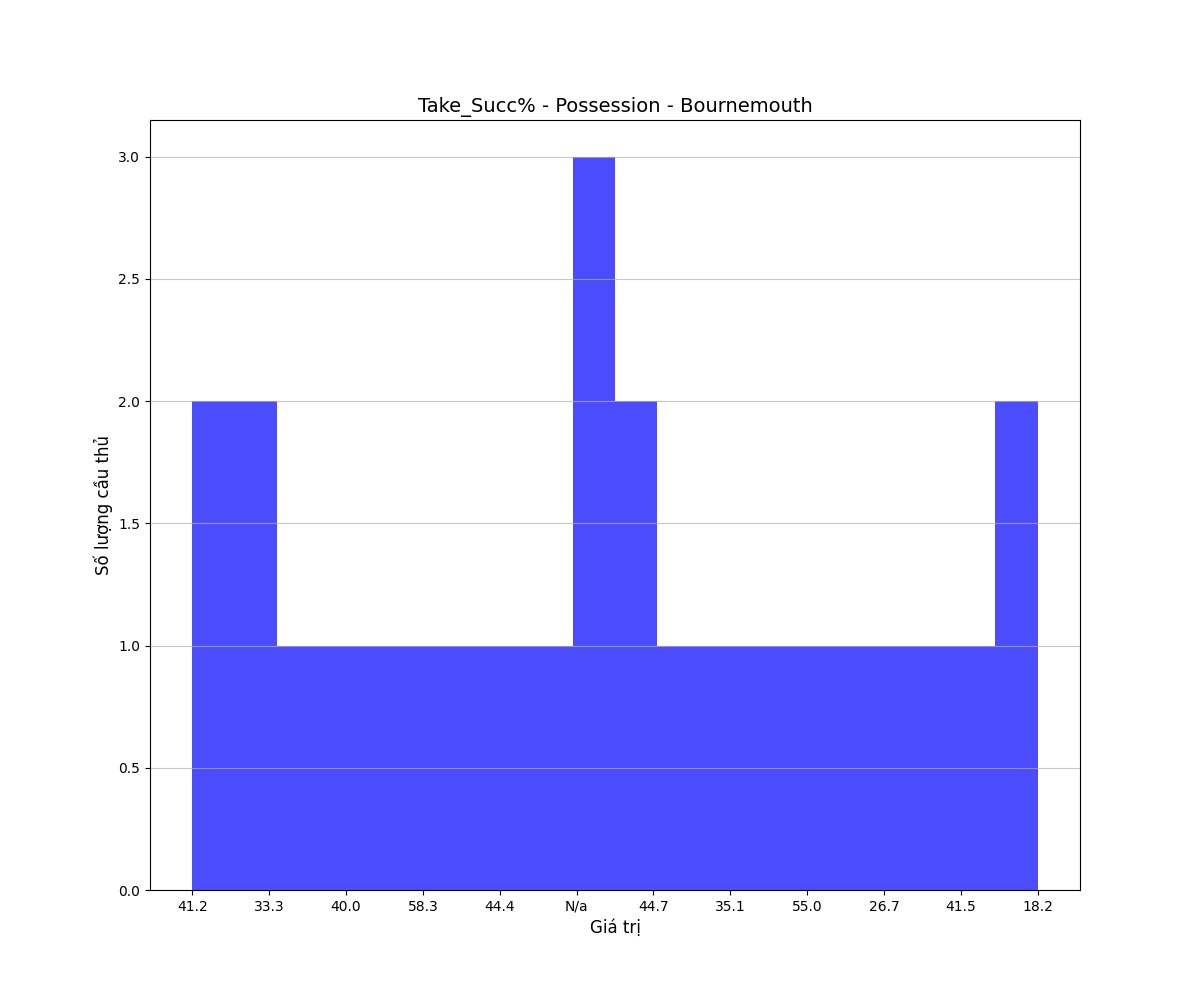 Take_Succ% - Possession - Bournemouth
3.0
2.5
2.0
1.5
1.0
0.5
0.0
Số lượng cầu thủ
41.2 33.3 40.0 58.3 44.4 N/a 44.7 35.1 55.0 26.7 41.5 18.2
Giá trị